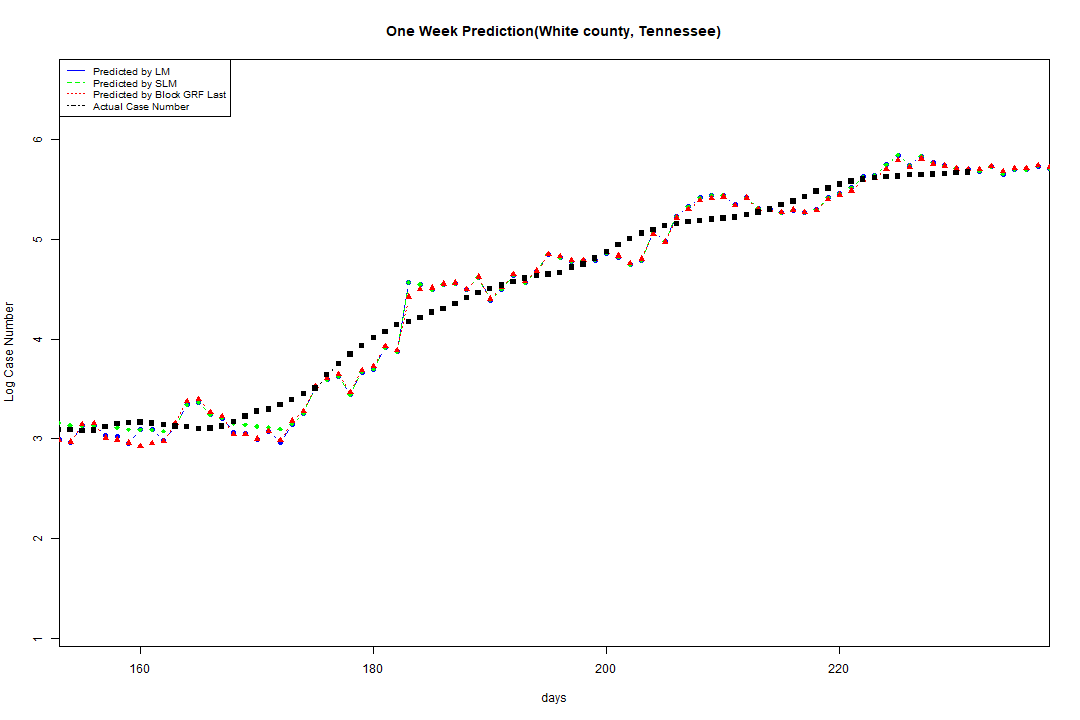 One Week Prediction(White county, Tennessee)
Predicted by LM
Predicted by SLM
Predicted by Block GRF Last
Actual Case Number
6
5
4
3
2
1
Log Case Number
160 180 200 220
days